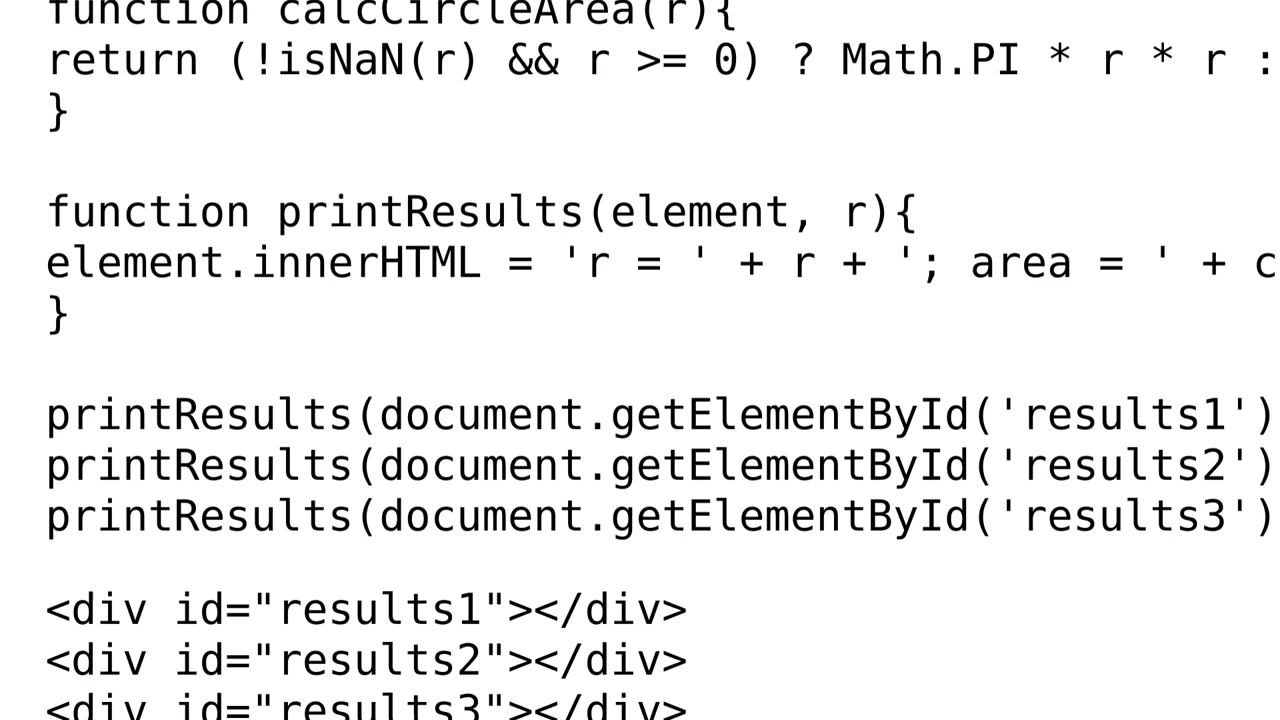 function calcCircleArea(r){
return (!isNaN(r) && r >= 0) ? Math.PI * r * r :
}
function printResults(element, r){
element.innerHTML = 'r = ' + r + '; area = ' + c
}
printResults(document.getElementById('results1')
printResults(document.getElementById('results2')
printResults(document.getElementById('results3')
<div id="results1"></div>
<div id="results2"></div>
<div id="results3"></div>